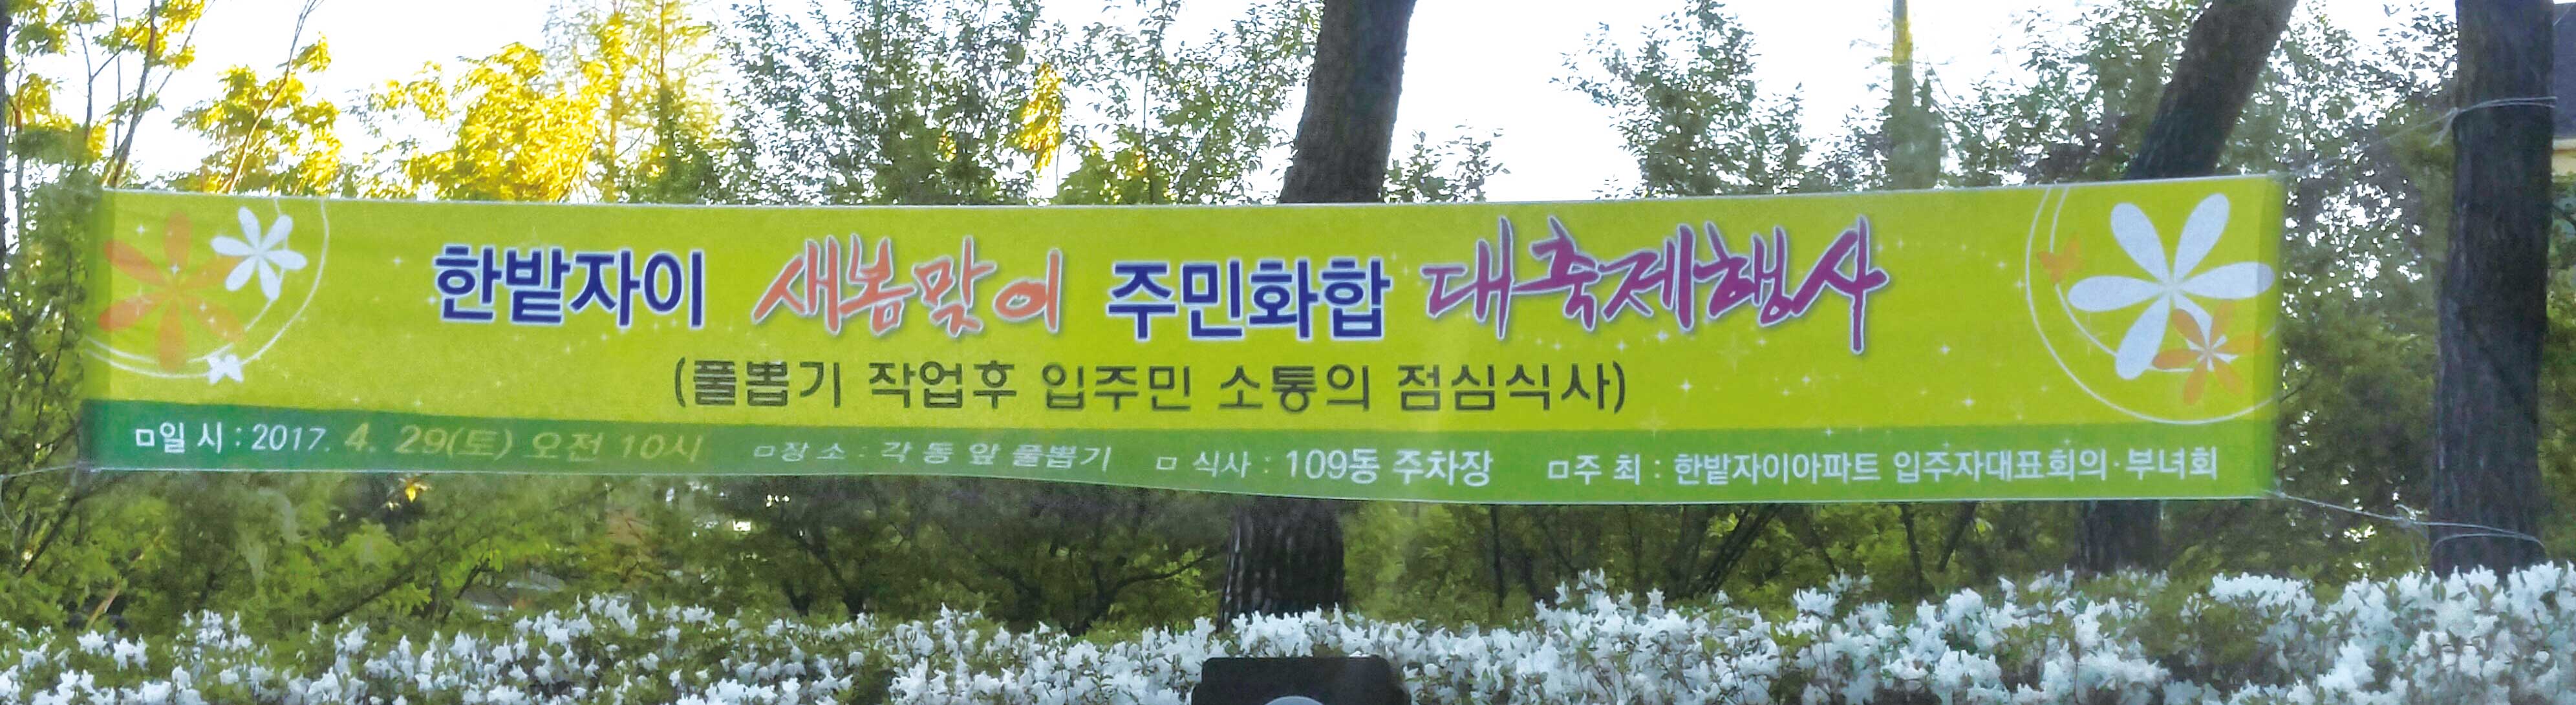 한밭자이 새봄맞이 주민화합 대축제행사
(풀뽑기 작업후 입주민 소통의 점심식사)
□일 시 : 2017. 4. 29(토) 오전 10시 □장 소 : 각 동 앞 풀뽑기 □ 식사 : 109동 주차장 □주 최 : 한밭자이아파트 입주자대표회의·부녀회